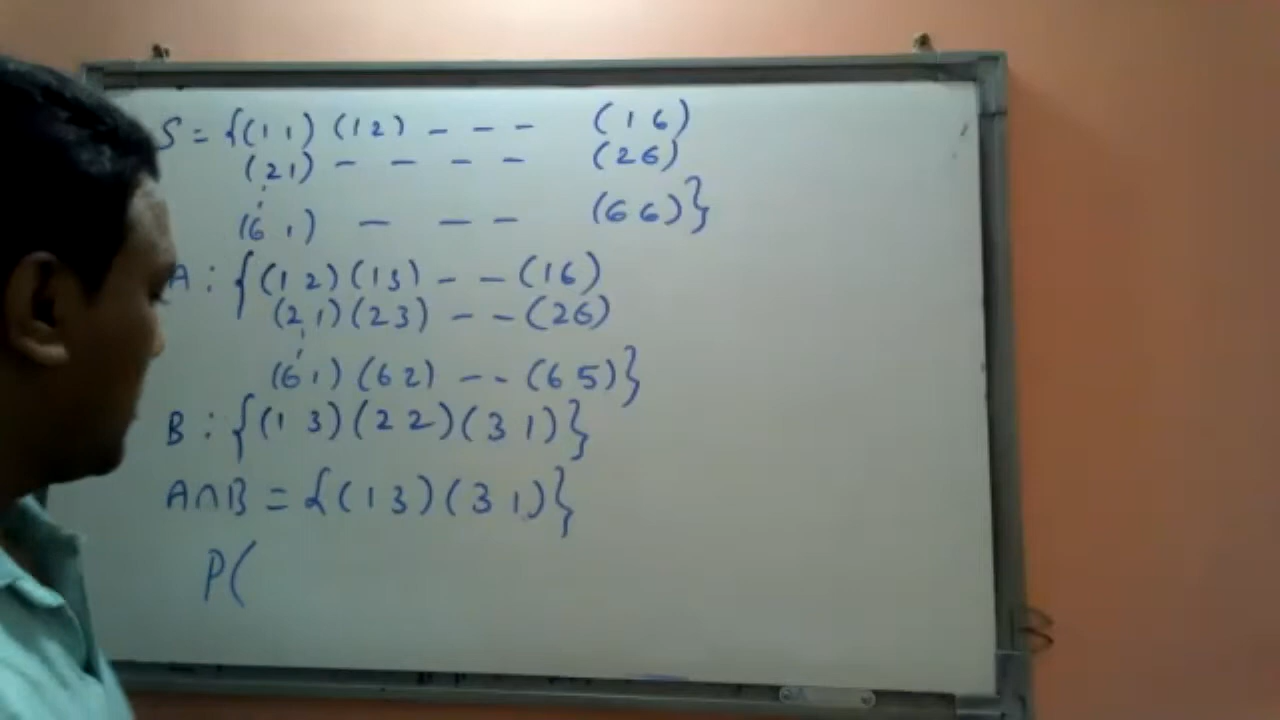 S = {(1 1) (1 2) - - - (1 6)
(2 1) - - - - (2 6)
(6 1) - - - (6 6)}
A : {(1 2)(1 3) - - (1 6)
(2 1)(2 3) - - (2 6)
(6 1)(6 2) - - (6 5)}
B : {(1 3)(2 2)(3 1)}
A∩B = {(1 3)(3 1)}
P(